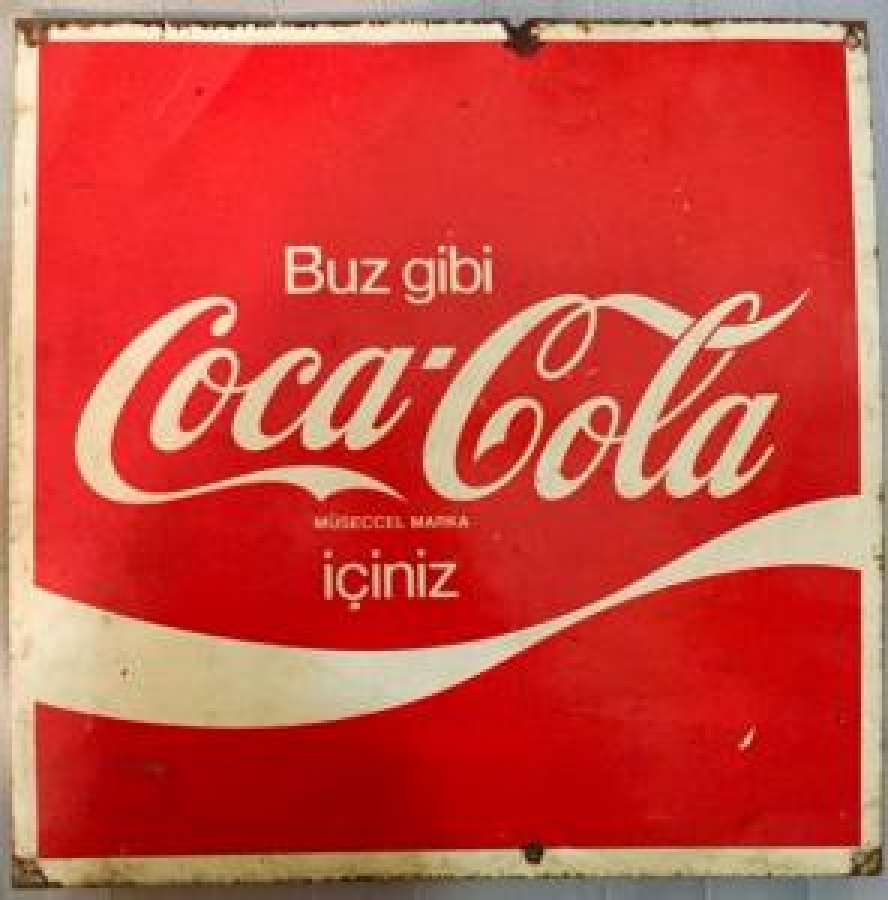 Buz gibi
Coca-Cola
MÜSECCEL MARKA
içiniz